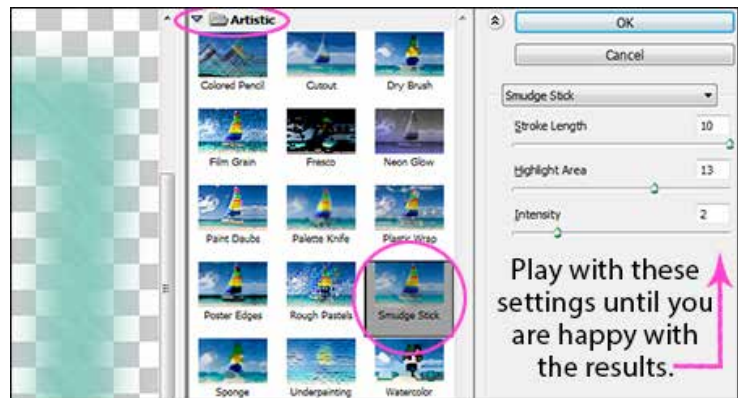 Artistic
Colored Pencil Cutout Dry Brush
Film Grain Fresco Neon Glow
Paint Daubs Palette Knife Plastic Wrap
Poster Edges Rough Pastels Smudge Stick
Sponge Underpainting Watercolor
OK
Cancel
Smudge Stick
Stroke Length 10
Highlight Area 13
Intensity 2
Play with these
settings until you
are happy with
the results.